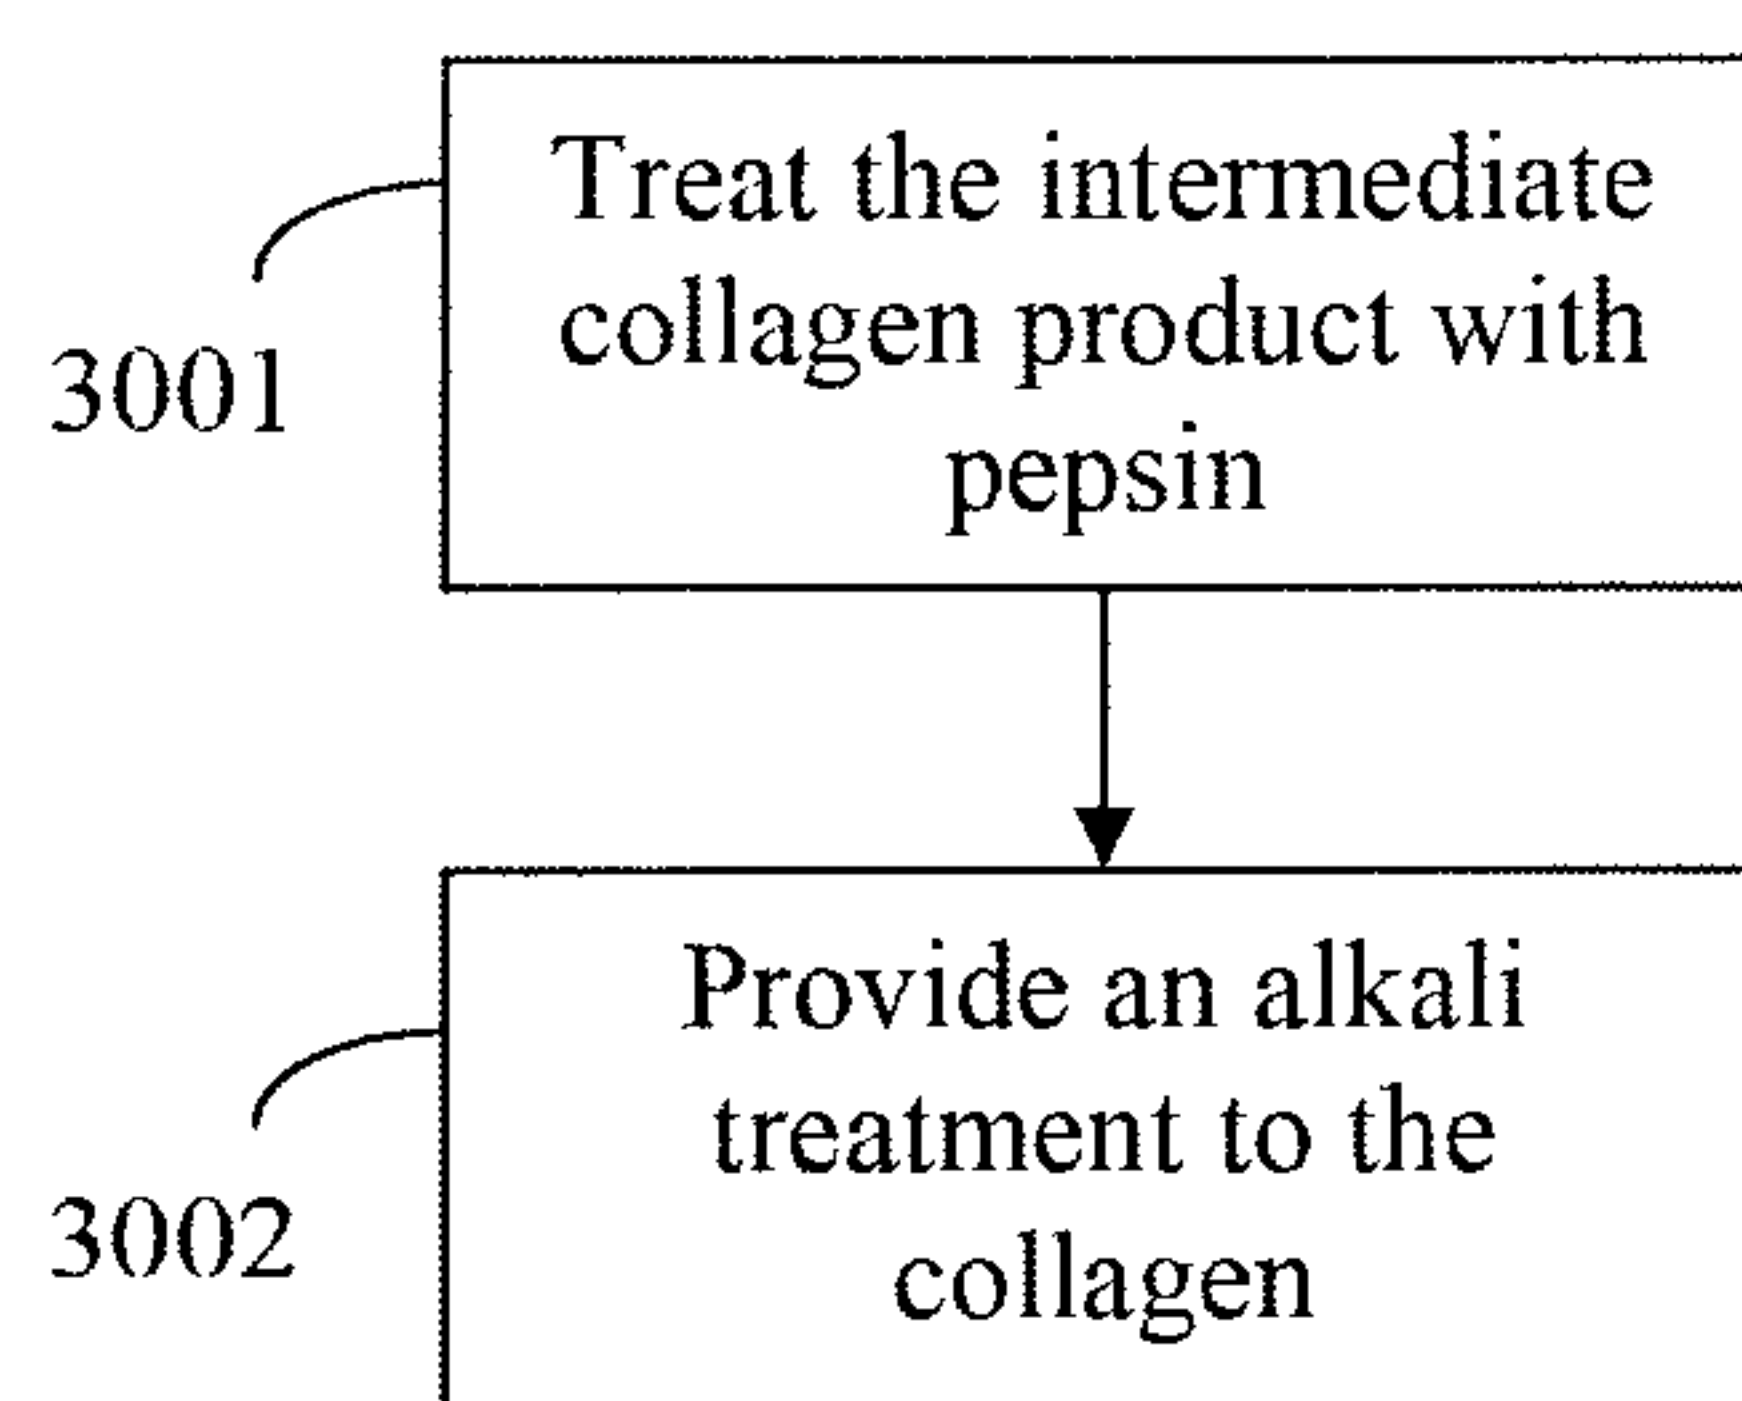 Treat the intermediate
collagen product with
pepsin
3001
Provide an alkali
treatment to the
collagen
3002